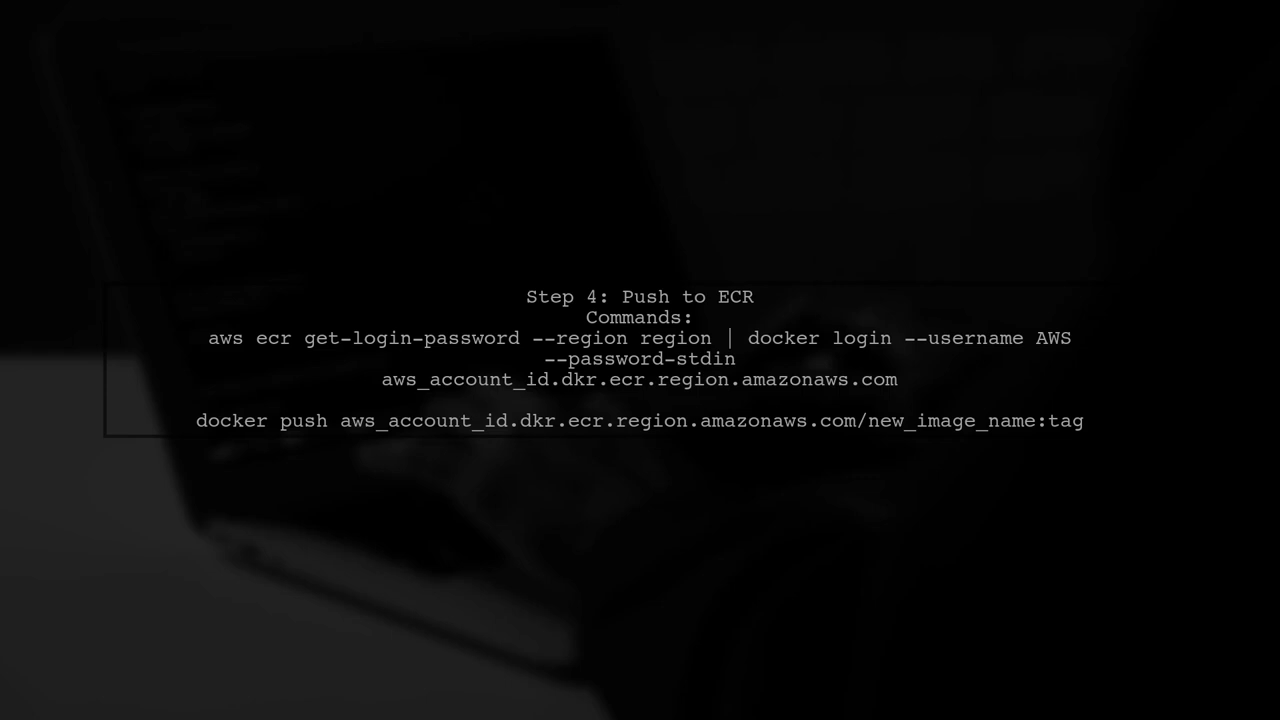 Step 4: Push to ECR
Commands:
aws ecr get-login-password --region region | docker login --username AWS
--password-stdin
aws_account_id.dkr.ecr.region.amazonaws.com
docker push aws_account_id.dkr.ecr.region.amazonaws.com/new_image_name:tag